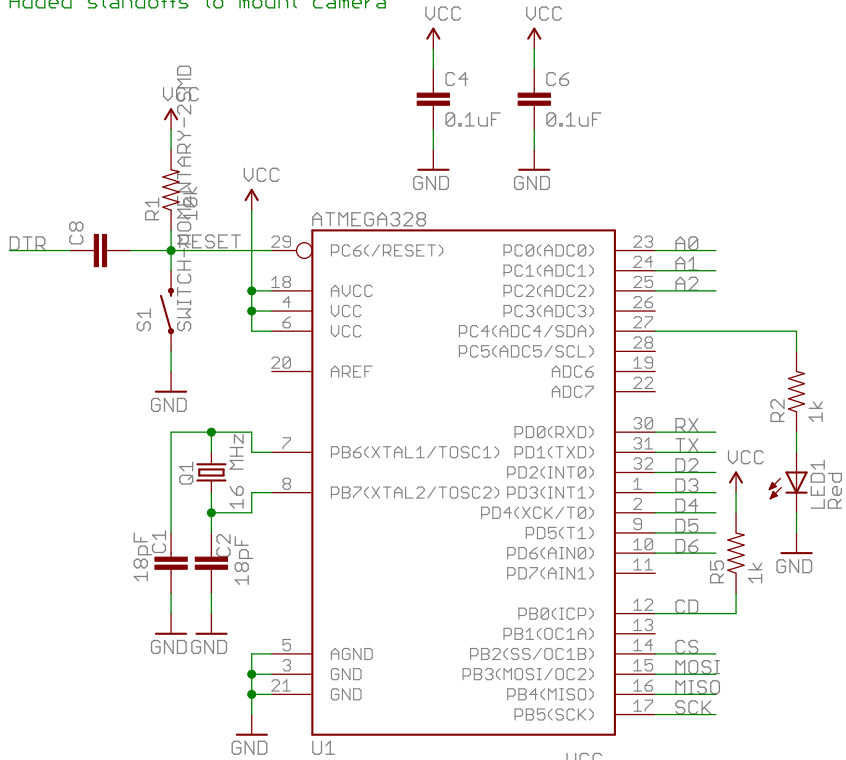 Added standoffs to mount camera
VCC
VCC
C4
0.1uF
C6
0.1uF
GND
GND
VCC
R1
10k
SWITCH-MOMENTARY-2SMD
VCC
DTR
C8
RESET
S1
GND
ATMEGA328
29 PC6(/RESET)
18 AVCC
4 VCC
6 VCC
20 AREF
7 PB6(XTAL1/TOSC1)
8 PB7(XTAL2/TOSC2)
5 AGND
3 GND
21 GND
PC0(ADC0) 23 A0
PC1(ADC1) 24 A1
PC2(ADC2) 25 A2
PC3(ADC3) 26
PC4(ADC4/SDA) 27
PC5(ADC5/SCL) 28
ADC6 19
ADC7 22
PD0(RXD) 30 RX
PD1(TXD) 31 TX
PD2(INT0) 32 D2
PD3(INT1) 1 D3
PD4(XCK/T0) 2 D4
PD5(T1) 9 D5
PD6(AIN0) 10 D6
PD7(AIN1) 11
PB0(ICP) 12 CD
PB1(OC1A) 13
PB2(SS/OC1B) 14 CS
PB3(MOSI/OC2) 15 MOSI
PB4(MISO) 16 MISO
PB5(SCK) 17 SCK
Q1
16 MHz
C1
18pF
C2
18pF
GND
GND
GND
U1
R2
1k
LED1
Red
GND
VCC
R5
1k
VCC